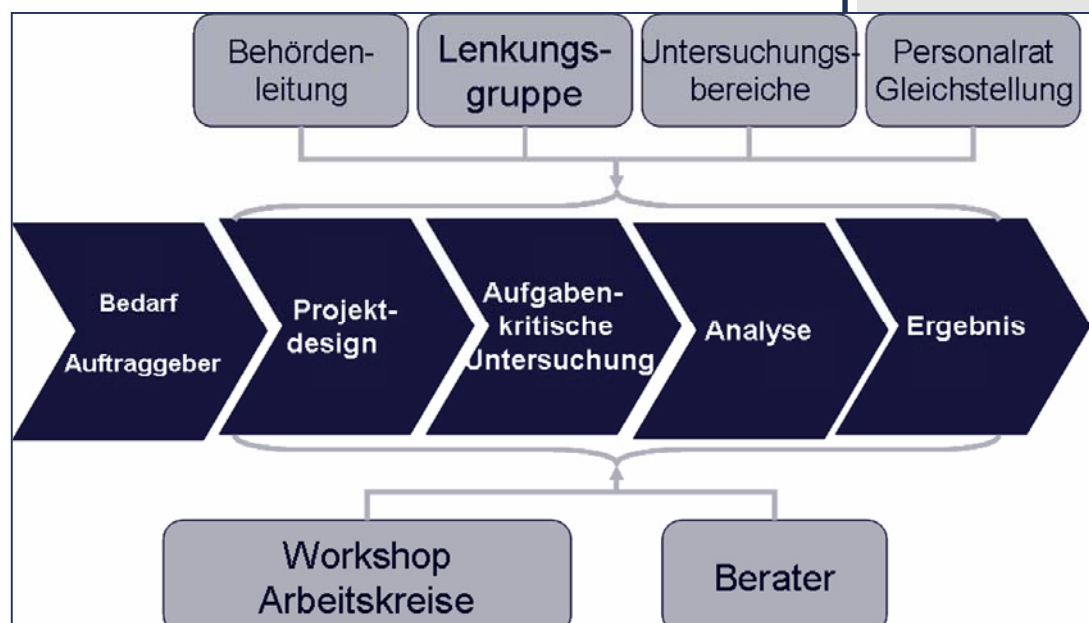 Behörden-
leitung
Lenkungs-
gruppe
Untersuchungs-
bereiche
Personalrat
Gleichstellung
Bedarf
Auftraggeber
Projekt-
design
Aufgaben-
kritische
Untersuchung
Analyse
Ergebnis
Workshop
Arbeitskreise
Berater